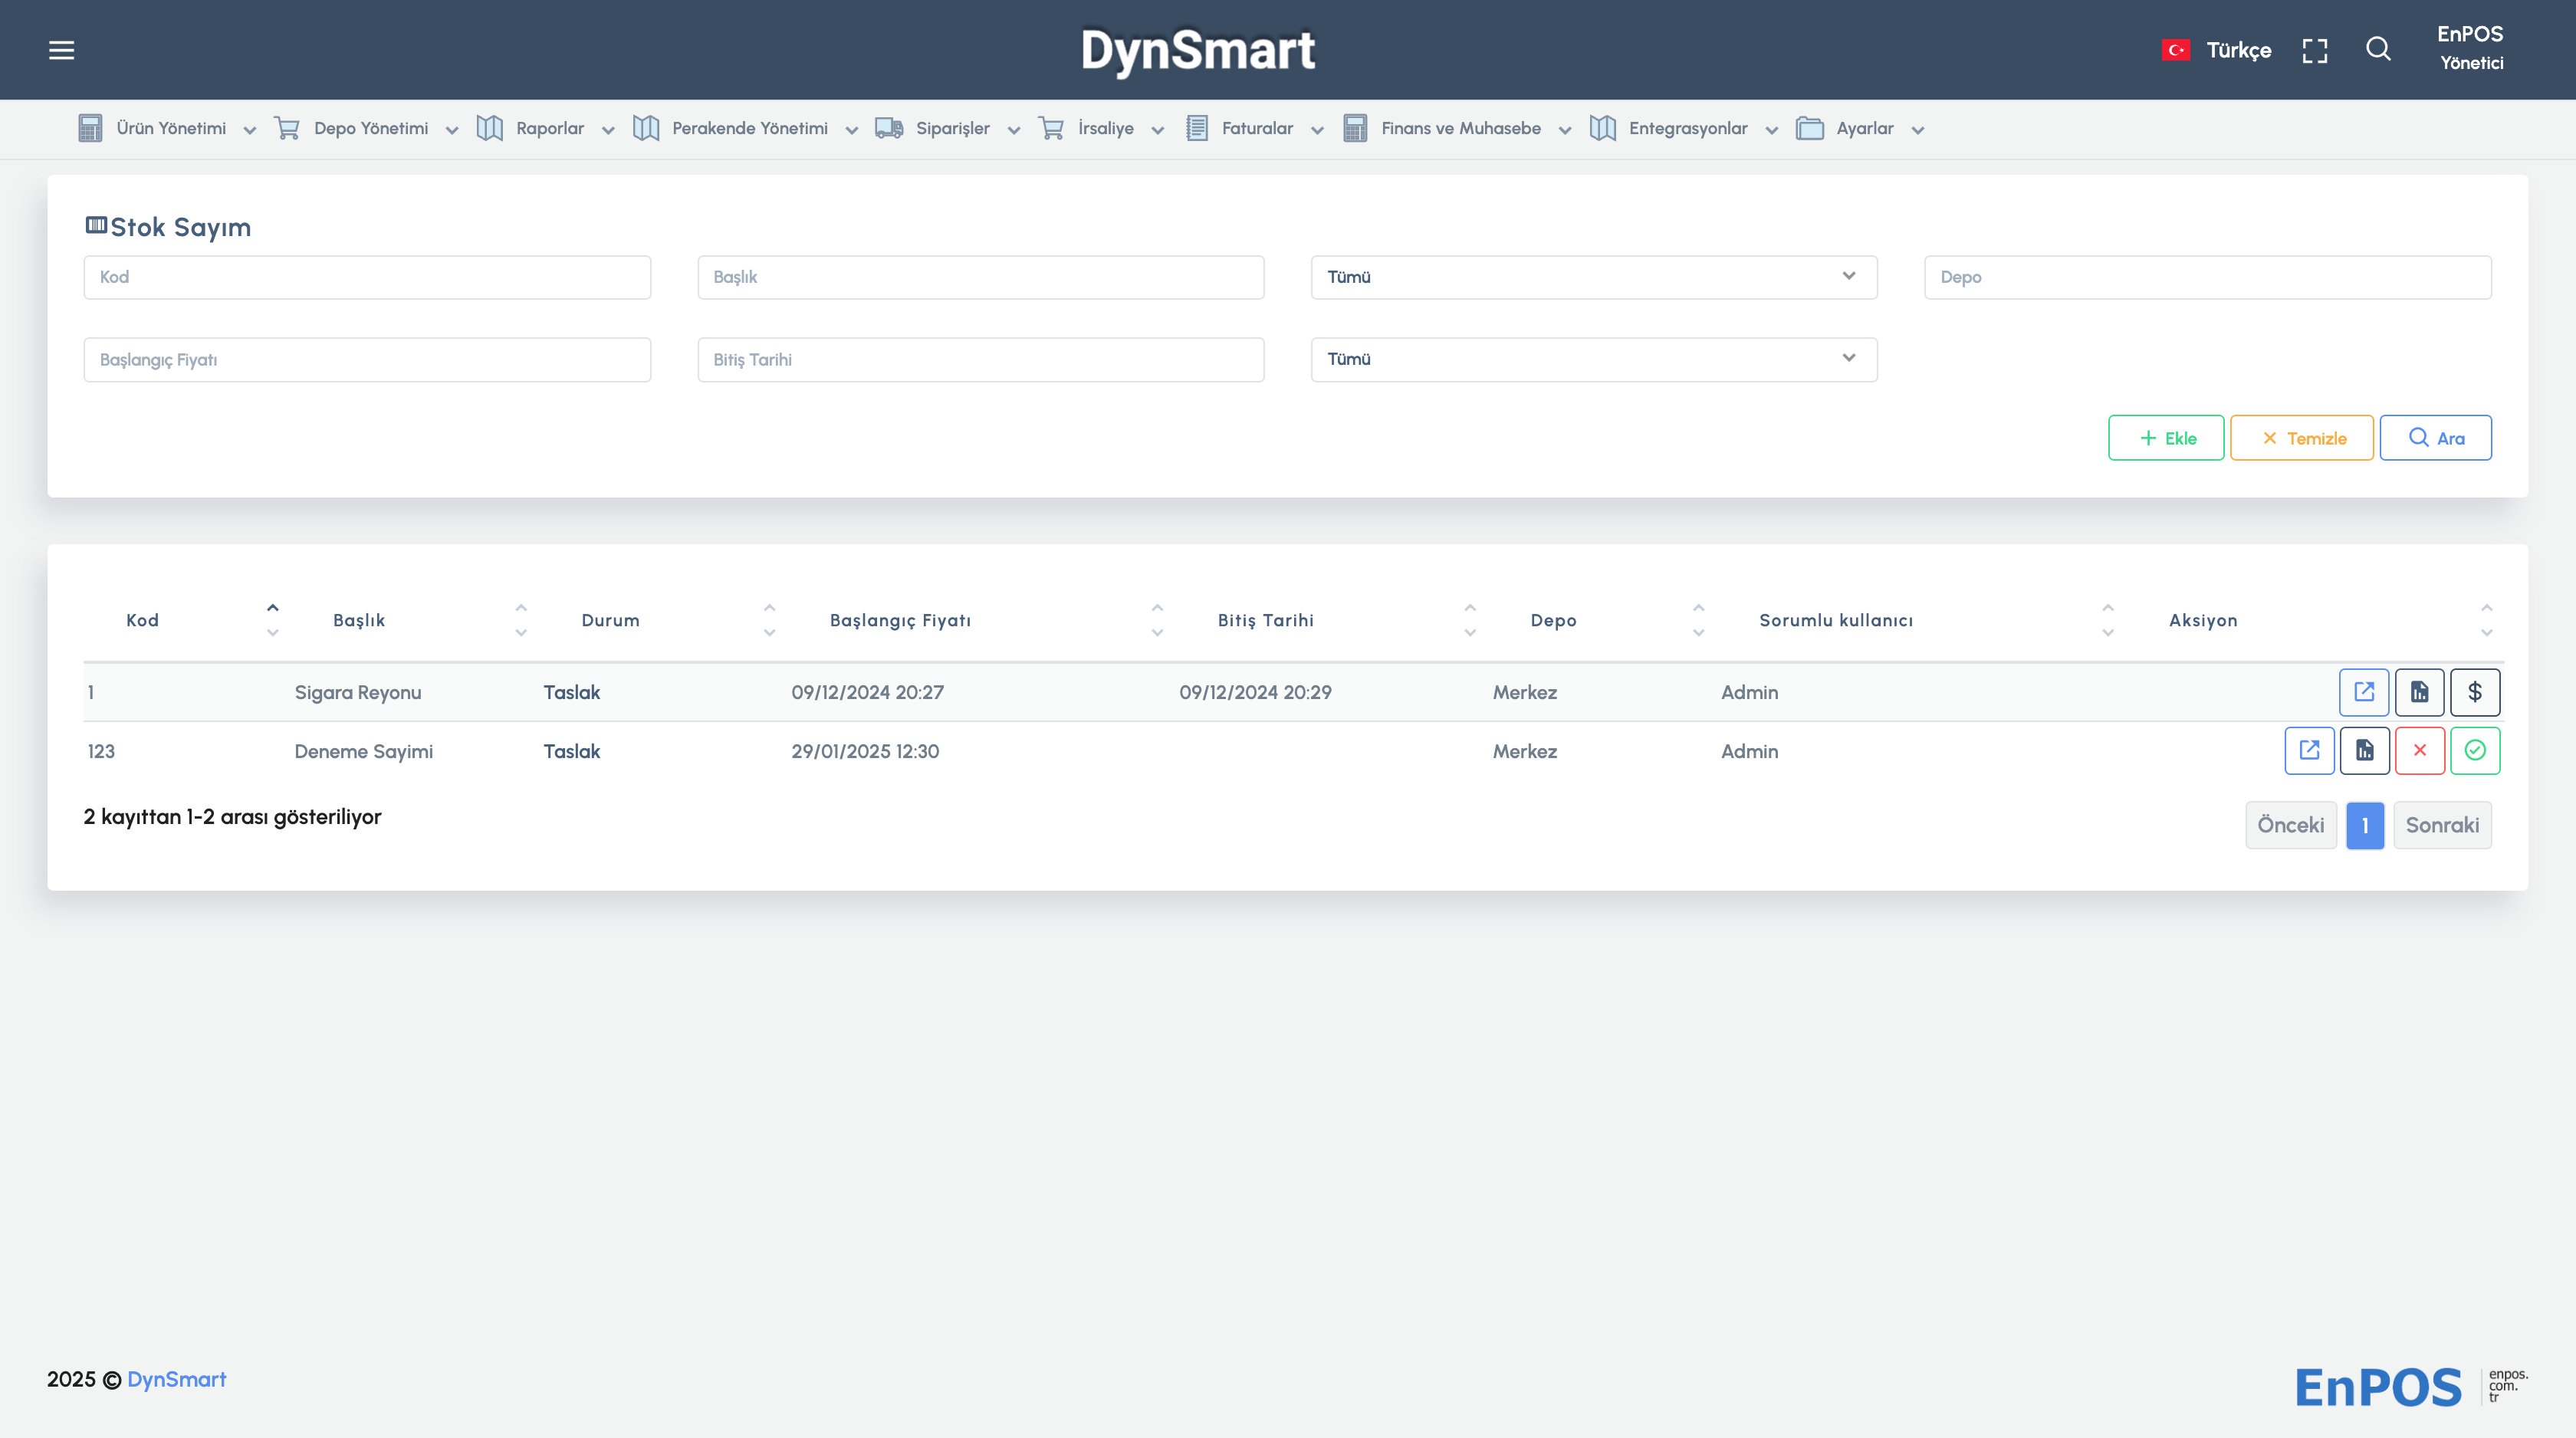 DynSmart
Türkçe
EnPOS
Yönetici
Ürün Yönetimi Depo Yönetimi Raporlar Perakende Yönetimi Siparişler İrsaliye Faturalar Finans ve Muhasebe Entegrasyonlar Ayarlar
Stok Sayım
Kod Başlık Tümü Depo
Başlangıç Fiyatı Bitiş Tarihi Tümü
Ekle Temizle Ara
Kod Başlık Durum Başlangıç Fiyatı Bitiş Tarihi Depo Sorumlu kullanıcı Aksiyon
1 Sigara Reyonu Taslak 09/12/2024 20:27 09/12/2024 20:29 Merkez Admin
123 Deneme Sayimi Taslak 29/01/2025 12:30 Merkez Admin
2 kayıttan 1-2 arası gösteriliyor
Önceki 1 Sonraki
2025 © DynSmart
EnPOS
enpos.
com.
tr